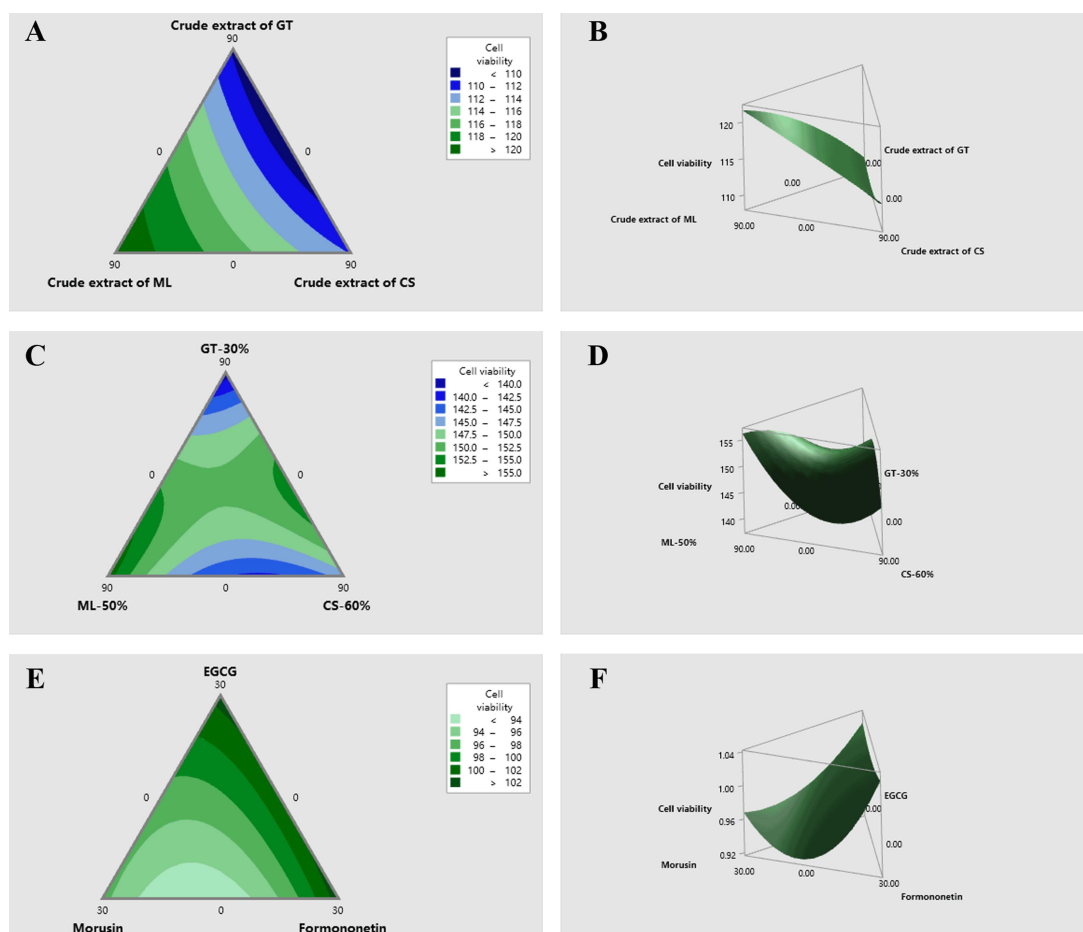 A
Crude extract of GT
90
0
0
90
0
90
Crude extract of ML
Crude extract of CS
Cell
viability
< 110
110 – 112
112 – 114
114 – 116
116 – 118
118 – 120
> 120
B
120
Cell viability
115
110
Crude extract of GT
0.00
0.00
0.00
Crude extract of ML
90.00
0.00
90.00
Crude extract of CS
C
GT-30%
90
0
0
90
0
90
ML-50%
CS-60%
Cell viability
< 140.0
140.0 – 142.5
142.5 – 145.0
145.0 – 147.5
147.5 – 150.0
150.0 – 152.5
152.5 – 155.0
> 155.0
D
155
150
Cell viability
145
140
GT-30%
0.00
0.00
ML-50%
90.00
0.00
90.00
CS-60%
E
EGCG
30
0
0
30
0
30
Morusin
Formononetin
Cell
viability
< 94
94 – 96
96 – 98
98 – 100
100 – 102
> 102
F
1.04
1.00
Cell viability
0.96
0.92
EGCG
0.00
0.00
Morusin
30.00
0.00
30.00
Formononetin